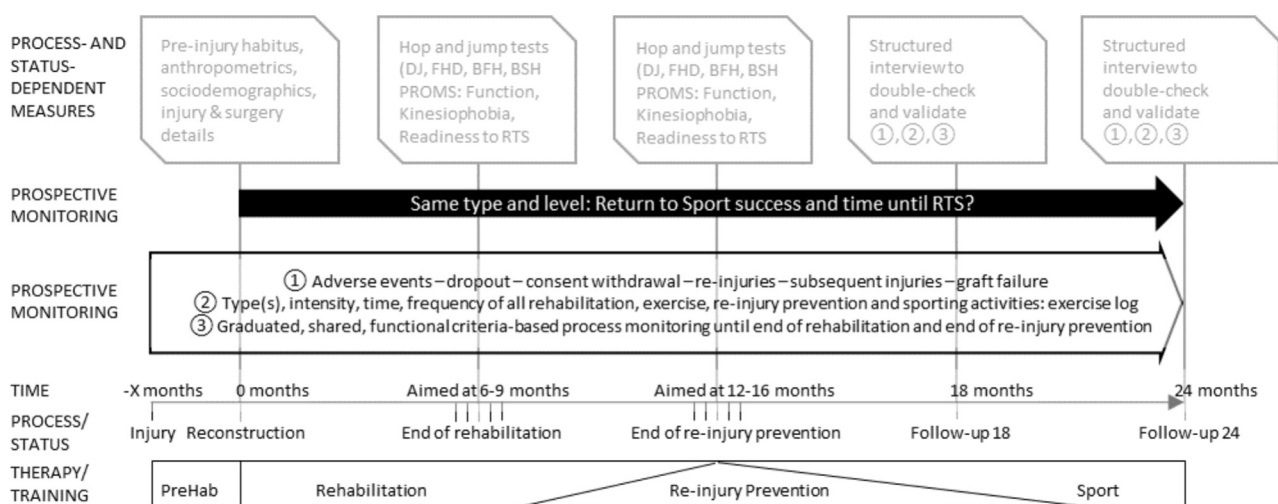 PROCESS- AND
STATUS-
DEPENDENT
MEASURES
Pre-injury habitus,
anthropometrics,
sociodemographics,
injury & surgery
details
Hop and jump tests
(DJ, FHD, BFH, BSH
PROMS: Function,
Kinesiophobia,
Readiness to RTS
Hop and jump tests
(DJ, FHD, BFH, BSH
PROMS: Function,
Kinesiophobia,
Readiness to RTS
Structured
interview to
double-check
and validate
①,②,③
Structured
interview to
double-check
and validate
①,②,③
PROSPECTIVE
MONITORING
Same type and level: Return to Sport success and time until RTS?
PROSPECTIVE
MONITORING
① Adverse events – dropout – consent withdrawal – re-injuries – subsequent injuries – graft failure
② Type(s), intensity, time, frequency of all rehabilitation, exercise, re-injury prevention and sporting activities: exercise log
③ Graduated, shared, functional criteria-based process monitoring until end of rehabilitation and end of re-injury prevention
TIME
-X months
0 months
Aimed at 6-9 months
Aimed at 12-16 months
18 months
24 months
PROCESS/
STATUS
Injury
Reconstruction
End of rehabilitation
End of re-injury prevention
Follow-up 18
Follow-up 24
THERAPY/
TRAINING
PreHab
Rehabilitation
Re-injury Prevention
Sport